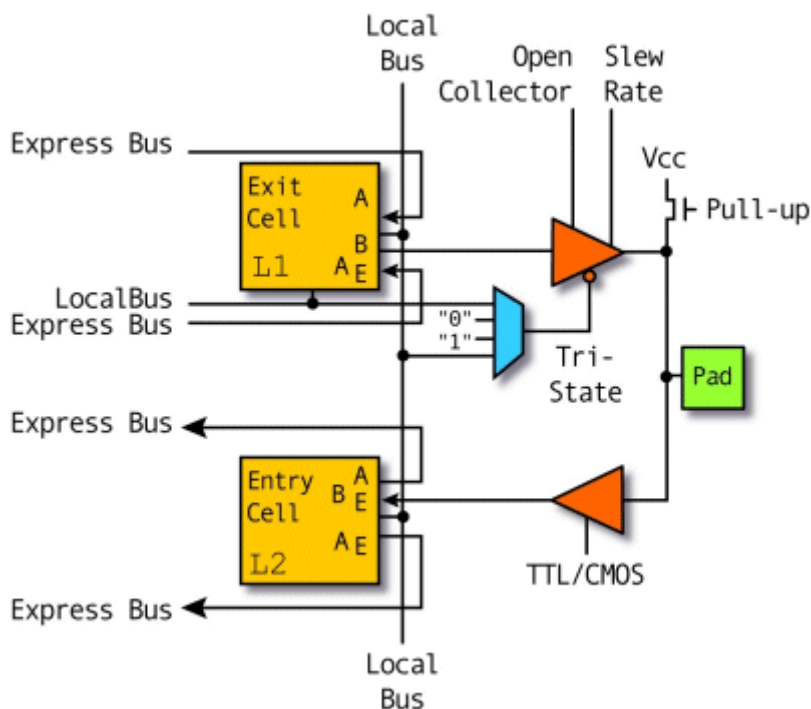 Local
Bus
Open
Collector
Slew
Rate
Express Bus
Vcc
Exit
Cell
A
Pull-up
B
L1
A E
LocalBus
"0"
Express Bus
"1"
Tri-
State
Pad
Express Bus
Entry
Cell
A
B E
A E
L2
TTL/CMOS
Express Bus
Local
Bus